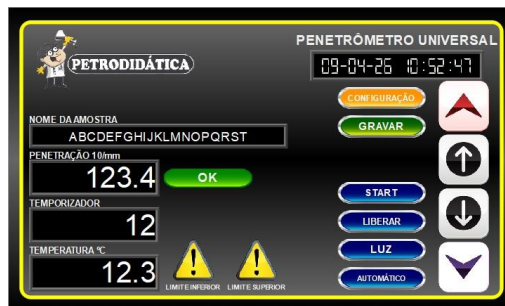 PENETRÔMETRO UNIVERSAL
PETRODIDÁTICA
09-04-26 10:52:47
CONFIGURAÇÃO
GRAVAR
NOME DA AMOSTRA
ABCDEFGHIJKLMNOPQRST
PENETRAÇÃO 10/mm
123.4
OK
START
TEMPORIZADOR
12
LIBERAR
TEMPERATURA ºC
12.3
LUZ
AUTOMÁTICO
LIMITE INFERIOR
LIMITE SUPERIOR